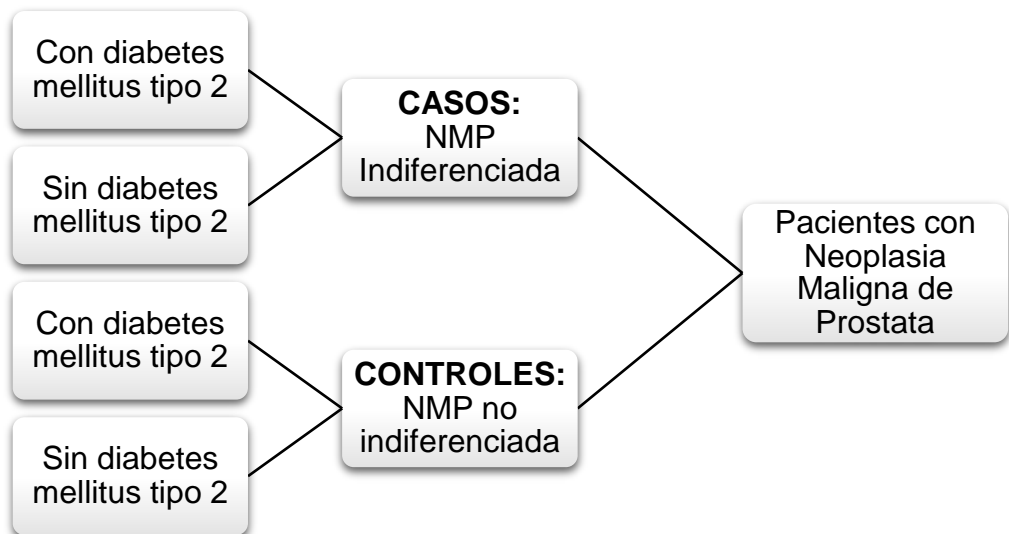 Con diabetes
mellitus tipo 2
Sin diabetes
mellitus tipo 2
CASOS:
NMP
Indiferenciada
Con diabetes
mellitus tipo 2
Sin diabetes
mellitus tipo 2
CONTROLES:
NMP no
indiferenciada
Pacientes con
Neoplasia
Maligna de
Prostata